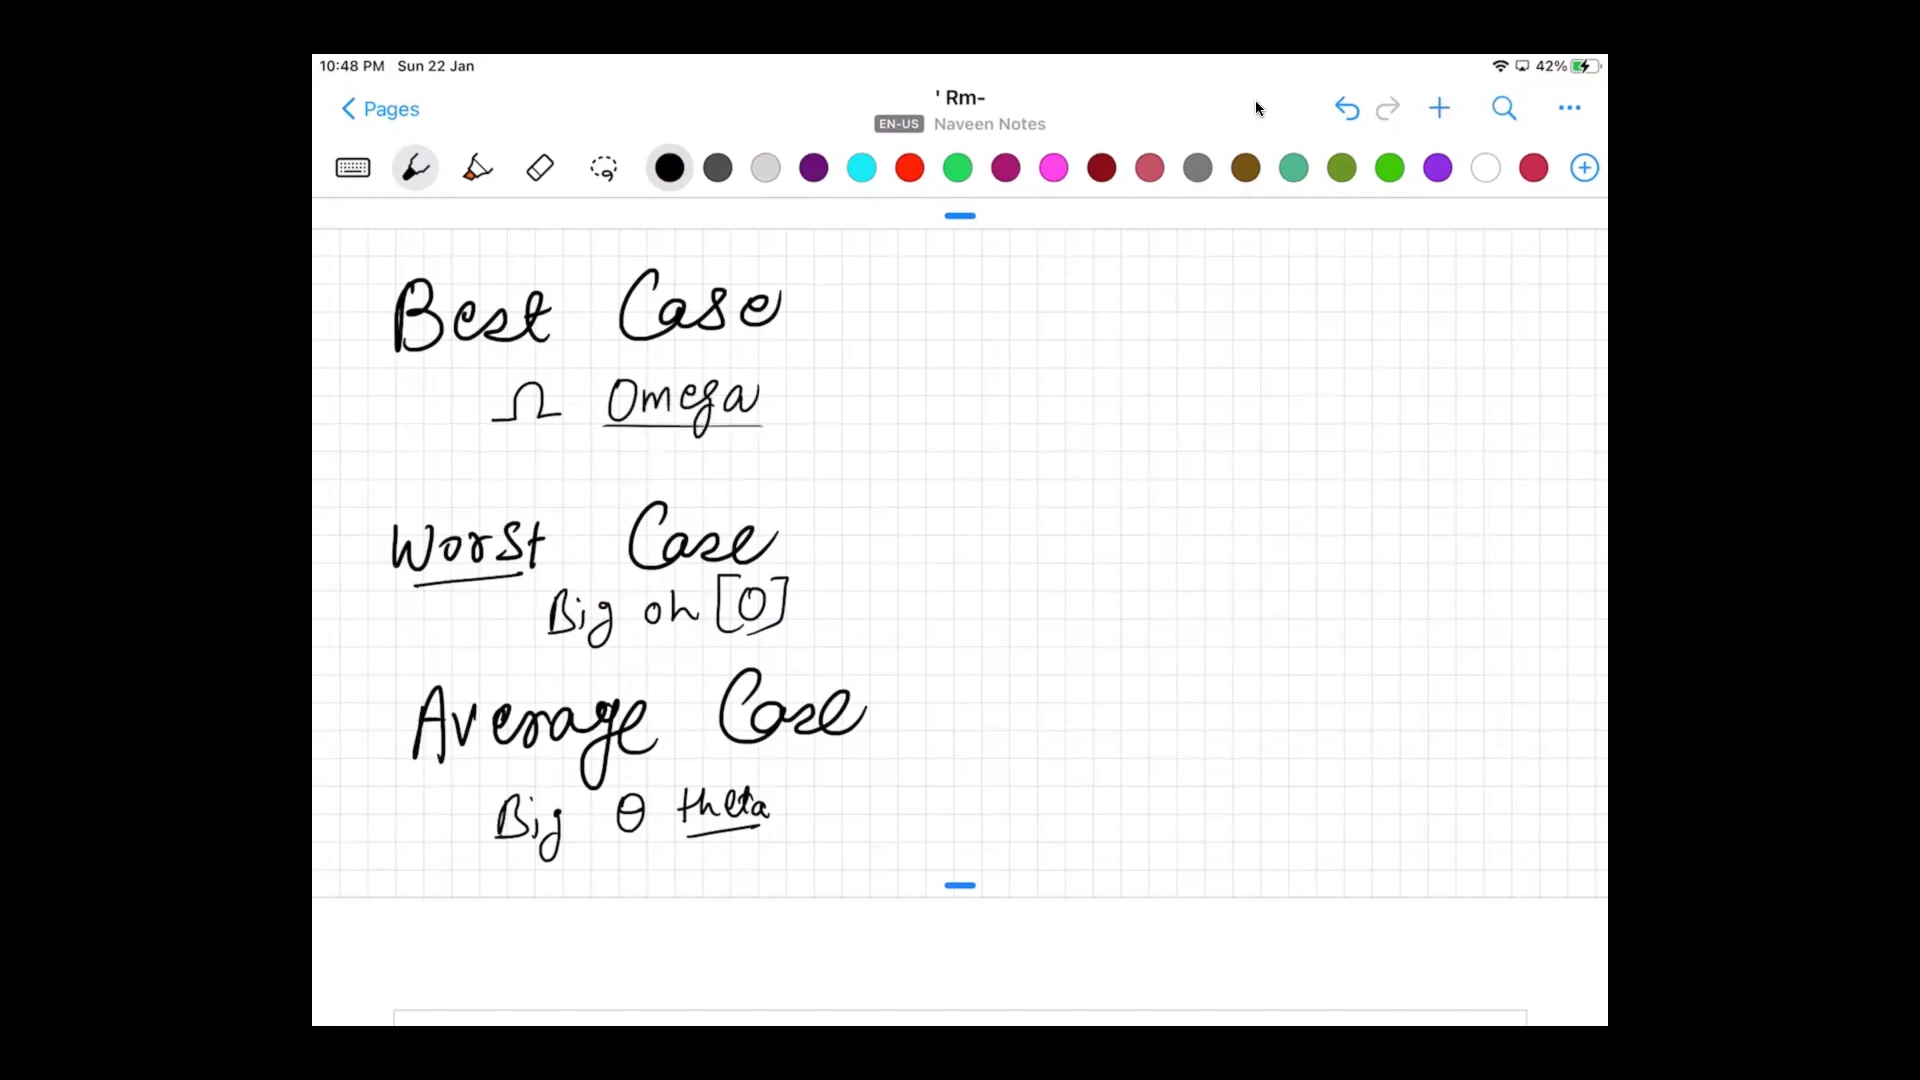 10:48 PM Sun 22 Jan
42%
Pages
' Rm-
EN-US Naveen Notes
Best Case
Ω Omega
Worst Case
Big oh [O]
Average Case
Big θ theta